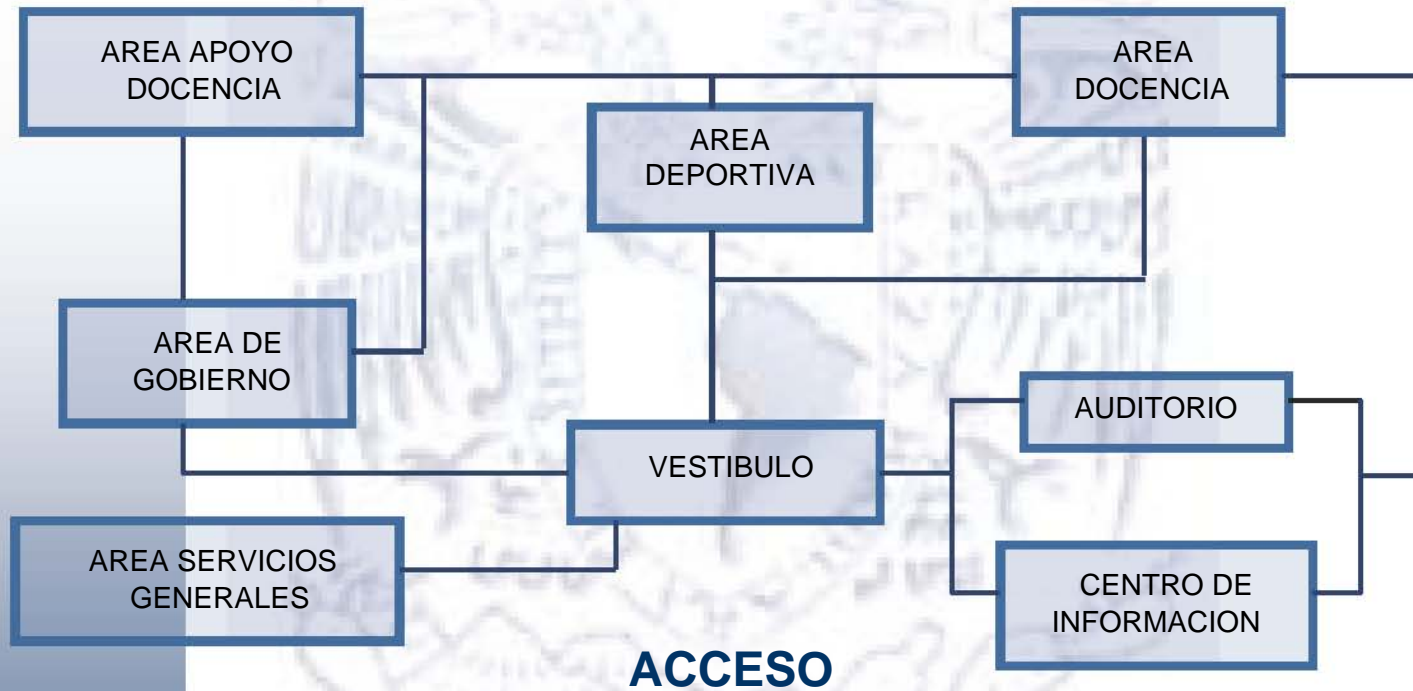 AREA APOYO
DOCENCIA
AREA
DOCENCIA
AREA
DEPORTIVA
AREA DE
GOBIERNO
AUDITORIO
VESTIBULO
AREA SERVICIOS
GENERALES
CENTRO DE
INFORMACION
ACCESO